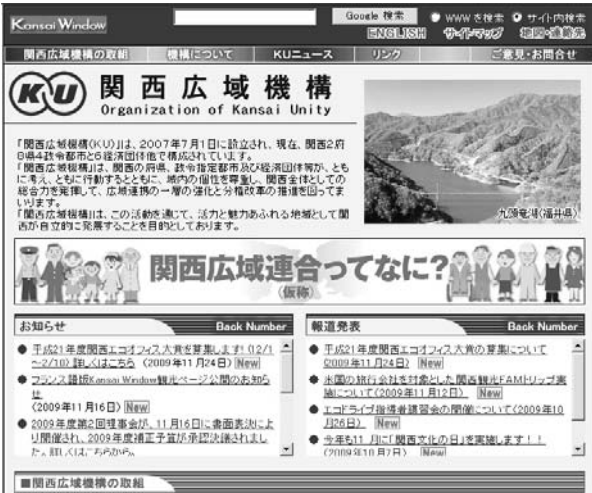 Kansai Window
Google 検索
WWW を検索 サイト内検索
ENGLISH サイトマップ 地図・連絡先
関西広域機構の取組 機構について KUニュース リンク ご意見・お問合せ
KU 関西広域機構
Organization of Kansai Unity
「関西広域機構(KU)」は、2007年7月1日に設立され、現在、関西2府
8県4政令都市と6経済団体他で構成されています。
「関西広域機構」は、関西の府県、政令指定都市及び経済団体等が、とも
に考え、ともに行動するとともに、域内の個性を尊重し、関西全体としての
総合力を発揮して、広域連携の一層の強化と分権改革の推進を図ってま
いります。
「関西広域機構」は、この活動を通じて、活力と魅力あふれる地域として関
西が自立的に発展することを目的としております。
九頭竜湖(福井県)
関西広域連合ってなに?
(仮称)
お知らせ Back Number
平成21年度関西エコオフィス大賞を募集します!(12/1
~2/10) 詳しくはこちら (2009年11月24日) New
フランス語版Kansai Window観光ページ公開のお知ら
せ
(2009年11月16日) New
2009年度第2回理事会が、11月16日に書面表決によ
り開催され、2009年度補正予算が承認決議されまし
た。詳しくはこちらから。
報道発表 Back Number
平成21年度関西エコオフィス大賞の募集について
(2009年11月24日) New
米国の旅行会社を対象とした関西観光FAMトリップ実
施について(2009年11月12日) New
エコドライブ指導者講習会の開催について(2009年10
月26日) New
今年も11月に「関西文化の日」を実施します!!
(2009年10月7日) New
■関西広域機構の取組